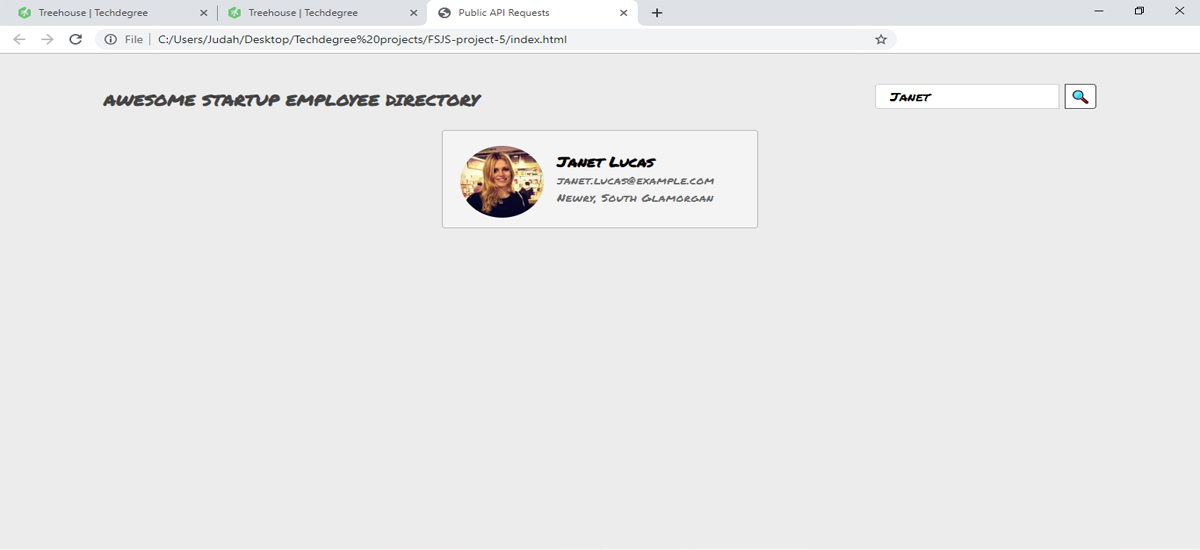 Treehouse | Techdegree
Treehouse | Techdegree
Public API Requests
File | C:/Users/Judah/Desktop/Techdegree%20projects/FSJS-project-5/index.html
AWESOME STARTUP EMPLOYEE DIRECTORY
Janet
Janet Lucas
janet.lucas@example.com
Newry, South Glamorgan